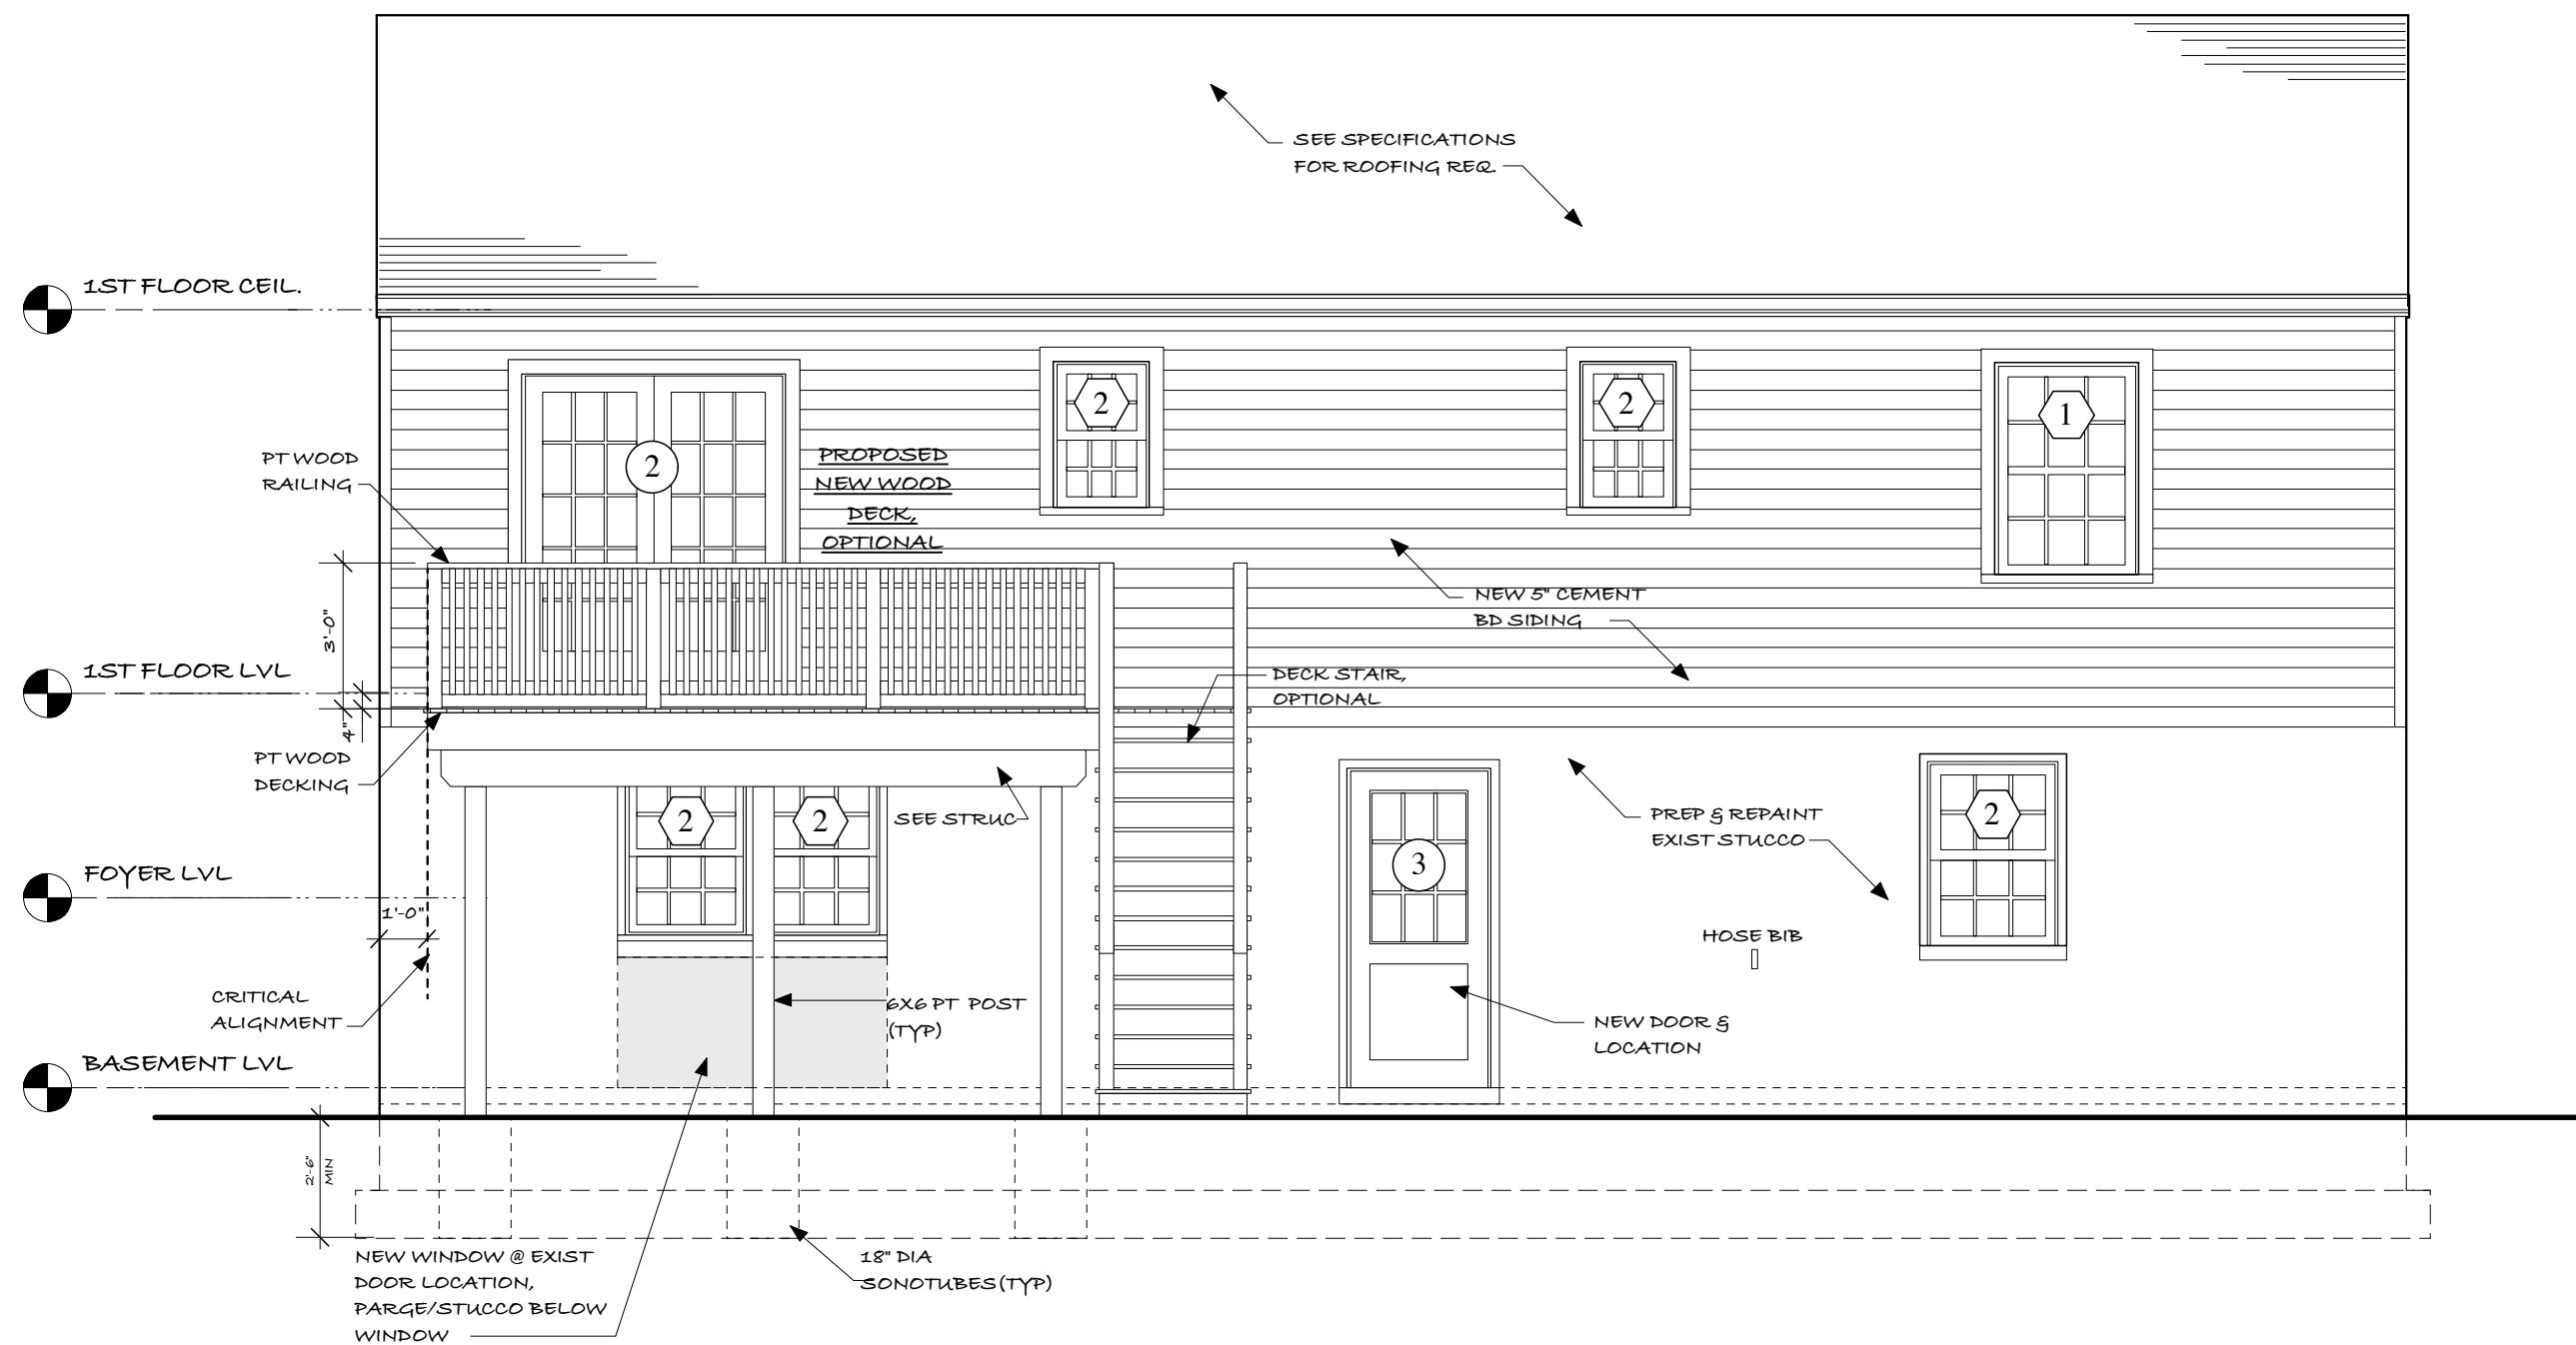 SEE SPECIFICATIONS
FOR ROOFING REQ.
1ST FLOOR CEIL.
2
2
1
2
PT WOOD
RAILING
PROPOSED
NEW WOOD
DECK,
OPTIONAL
3'-0"
NEW 5" CEMENT
BD SIDING
1ST FLOOR LVL
4"
DECK STAIR,
OPTIONAL
PT WOOD
DECKING
2
2
SEE STRUC
3
PREP & REPAINT
EXIST STUCCO
2
FOYER LVL
1'-0"
HOSE BIB
CRITICAL
ALIGNMENT
6X6 PT POST
(TYP)
NEW DOOR &
LOCATION
BASEMENT LVL
2'-6"
MIN
NEW WINDOW @ EXIST
DOOR LOCATION,
PARGE/STUCCO BELOW
WINDOW
18" DIA
SONOTUBES (TYP)